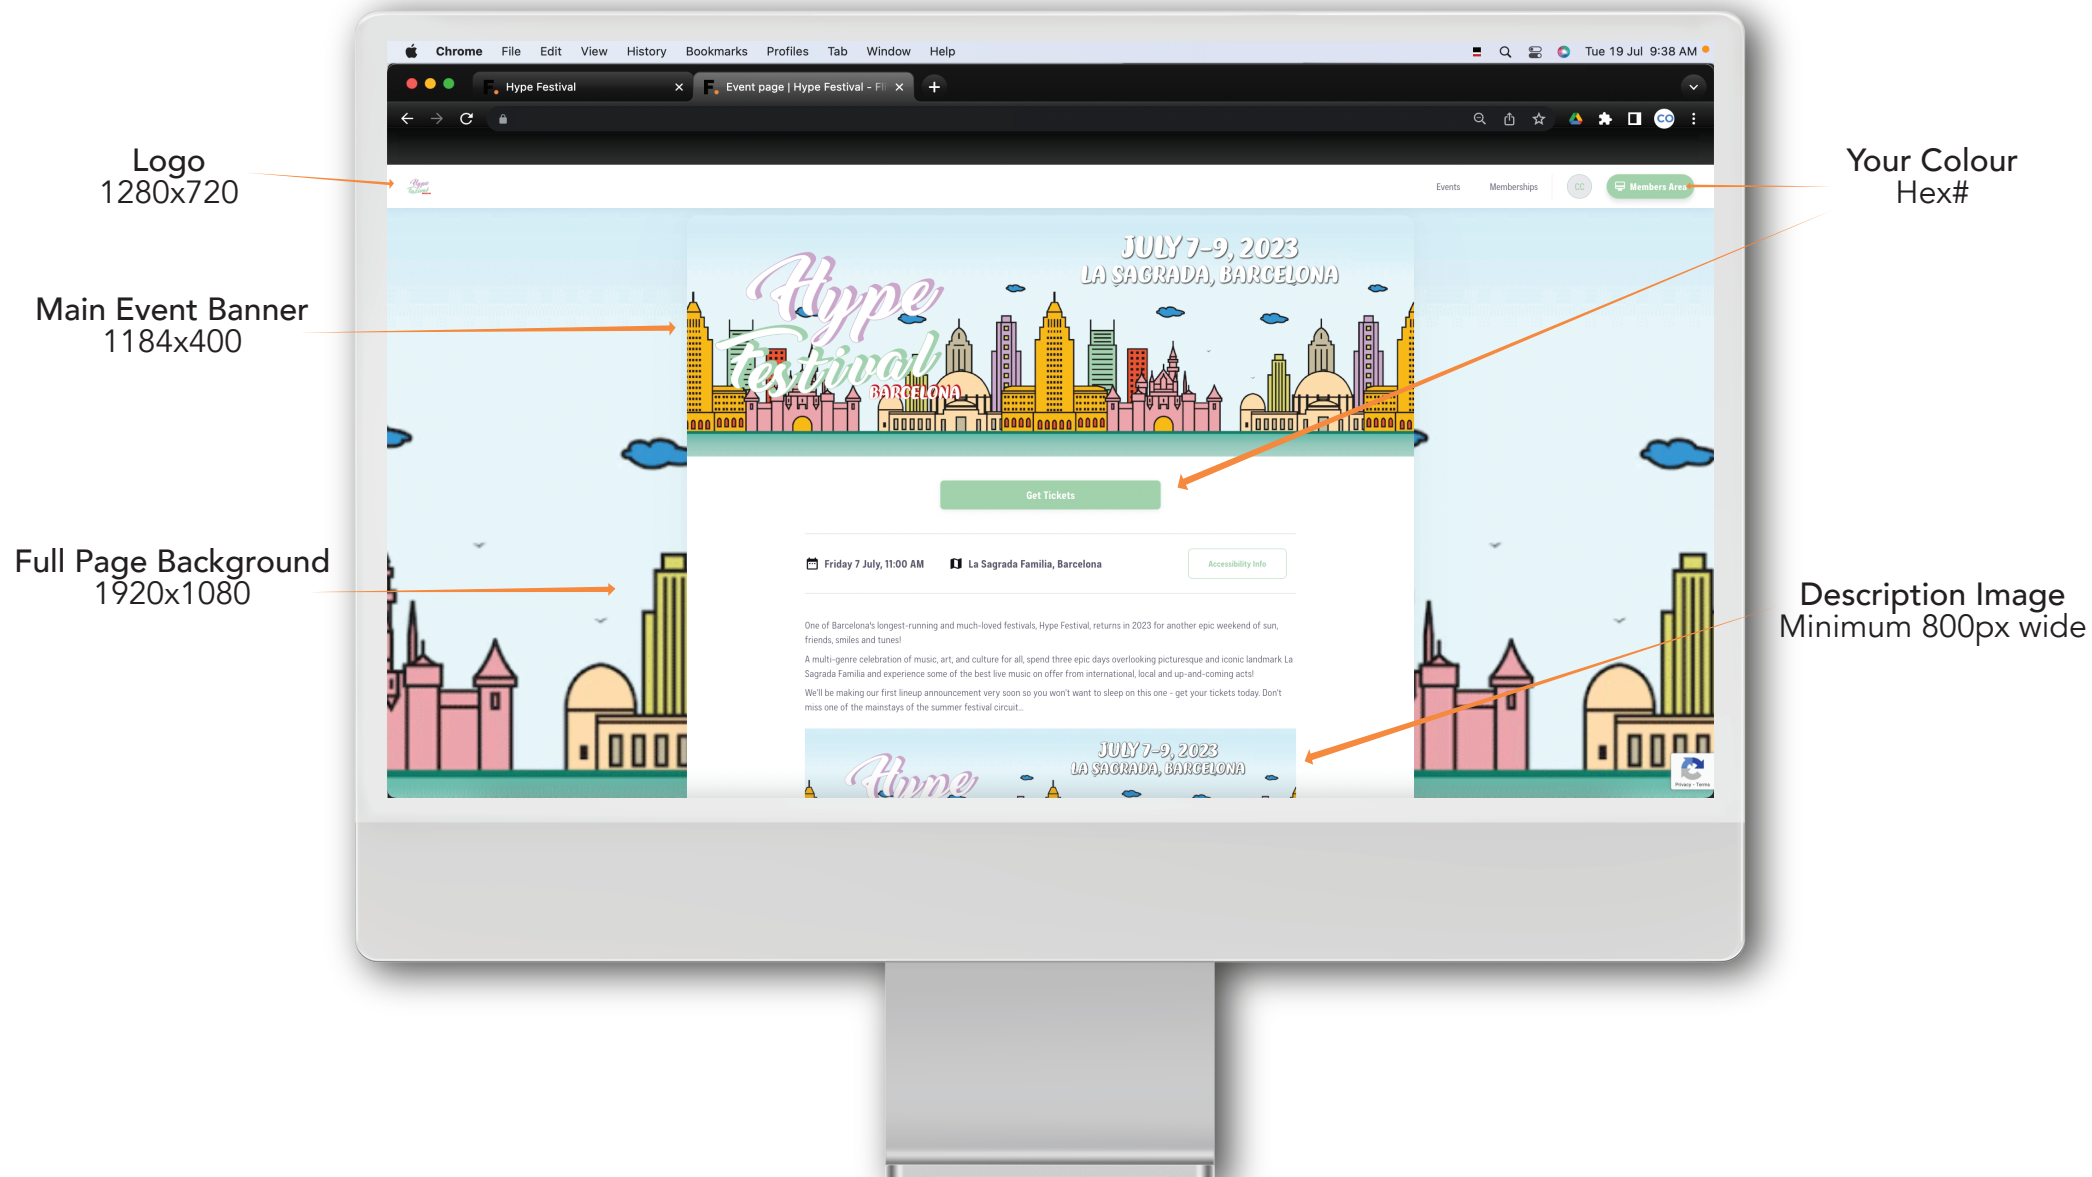 Chrome File Edit View History Bookmarks Profiles Tab Window Help
Tue 19 Jul 9:38 AM
F. Hype Festival
F. Event page | Hype Festival - Fl
CO
Logo
1280x720
Your Colour
Hex#
Hype
Festival
Events Memberships CC Members Area
Main Event Banner
1184x400
JULY 7-9, 2023
LA SAGRADA, BARCELONA
Hype
Festival
BARCELONA
Get Tickets
Full Page Background
1920x1080
Friday 7 July, 11:00 AM
La Sagrada Familia, Barcelona
Accessibility Info
Description Image
Minimum 800px wide
One of Barcelona's longest-running and much-loved festivals, Hype Festival, returns in 2023 for another epic weekend of sun,
friends, smiles and tunes!
A multi-genre celebration of music, art, and culture for all, spend three epic days overlooking picturesque and iconic landmark La
Sagrada Familia and experience some of the best live music on offer from international, local and up-and-coming acts!
We'll be making our first lineup announcement very soon so you won't want to sleep on this one - get your tickets today. Don't
miss one of the mainstays of the summer festival circuit...
JULY 7-9, 2023
LA SAGRADA, BARCELONA
Hype
Privacy - Terms